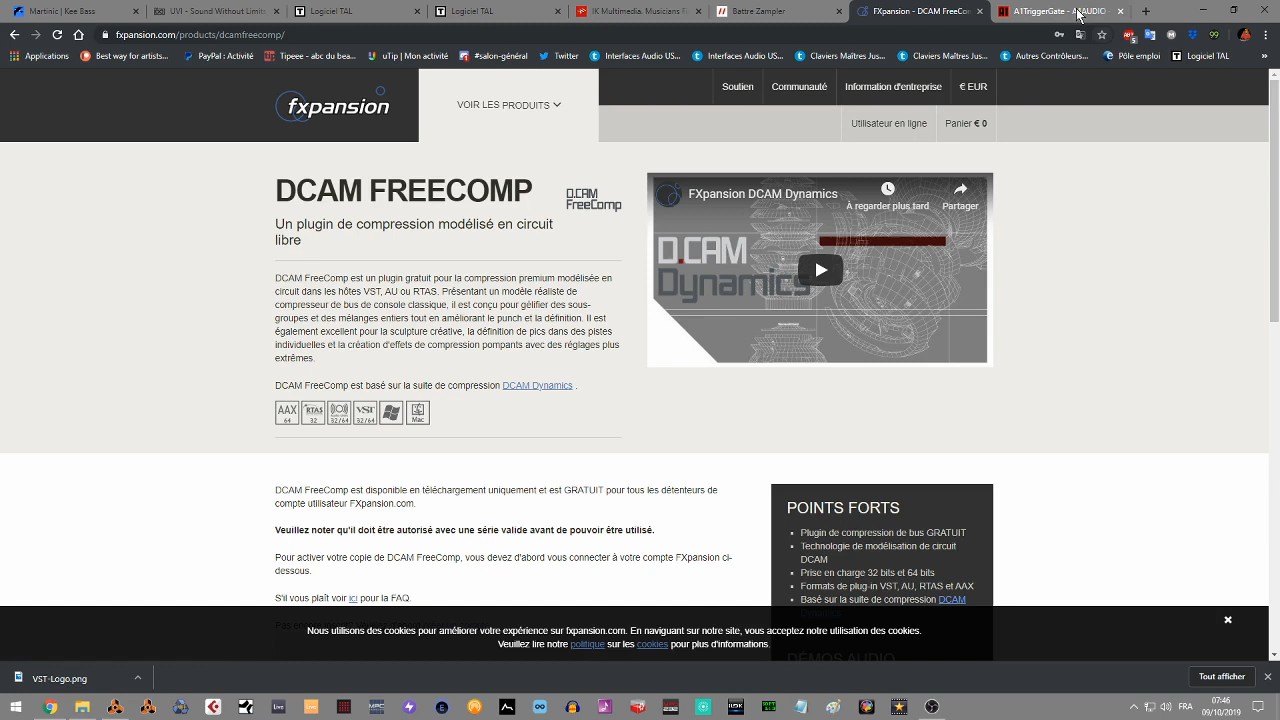 Martinic | Kee Bass
UVI - Sound Without Limits
Logiciel TAL
Logiciel TAL
IK Multimedia. Musiciens
Battre Zampler
FXpansion - DCAM FreeComp
A1TriggerGate - A1AUDIO
fxpansion.com/products/dcamfreecomp/
Applications
Best way for artists...
PayPal : Activité
Tipeee -
uTip | Mon activité
#salon-général
Twitter
Interfaces Audio US...
Interfaces Audio US...
Claviers Maîtres Jus...
Claviers Maîtres Jus...
Autres Contrôleurs...
Pôle emploi
MG
Logiciel TAL
»
fxpansion
VOIR LES PRODUITS
Soutien
Communauté
Information d'entreprise
€ EUR
Utilisateur en ligne
Panier € 0
DCAM FREECOMP
D.CAM
FreeComp
Un plugin de compression modélisé en circuit
libre
DCAM FreeComp est un plugin gratuit pour la compression premium modélisée en
circuit dans les hôtes VST, AU ou RTAS. Présentant un modèle réaliste de
compresseur de bus de console classique, il est conçu pour gélifier des sous-
groupes et des mélanges entiers tout en améliorant le punch et la définition. Il est
également excellent pour la sculpture créative, la définition de pics dans des pistes
individuelles et la création d'effets de compression pompants avec des réglages plus
extrêmes.
DCAM FreeComp est basé sur la suite de compression DCAM Dynamics .
AAX
64
RTAS
32
32/64
VST
32/64
Mac
FXpansion DCAM Dynamics
À regarder plus tard
Partager
D.CAM
Dynamics
DCAM FreeComp est disponible en téléchargement uniquement et est GRATUIT pour tous les détenteurs de
compte utilisateur FXpansion.com.
Veuillez noter qu'il doit être autorisé avec une série valide avant de pouvoir être utilisé.
Pour activer votre copie de DCAM FreeComp, vous devez d'abord vous connecter à votre compte FXpansion ci-
dessous.
S'il vous plaît voir ici pour la FAQ.
POINTS FORTS
Plugin de compression de bus GRATUIT
Technologie de modélisation de circuit
DCAM
Prise en charge 32 bits et 64 bits
Formats de plug-in VST, AU, RTAS et AAX
Basé sur la suite de compression DCAM
DÉMOS AUDIO
Nous utilisons des cookies pour améliorer votre expérience sur fxpansion.com. En naviguant sur notre site, vous acceptez notre utilisation des cookies.
Veuillez lire notre politique sur les cookies pour plus d'informations.
VST-Logo.png
Tout afficher
FRA
07:46
09/10/2019